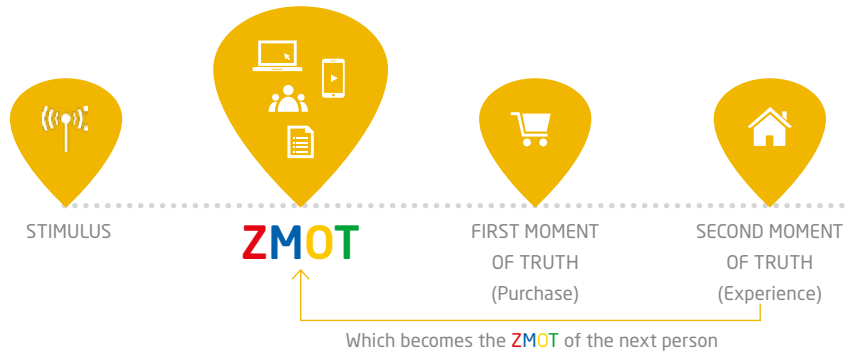 STIMULUS
ZMOT
FIRST MOMENT
OF TRUTH
(Purchase)
SECOND MOMENT
OF TRUTH
(Experience)
Which becomes the ZMOT of the next person